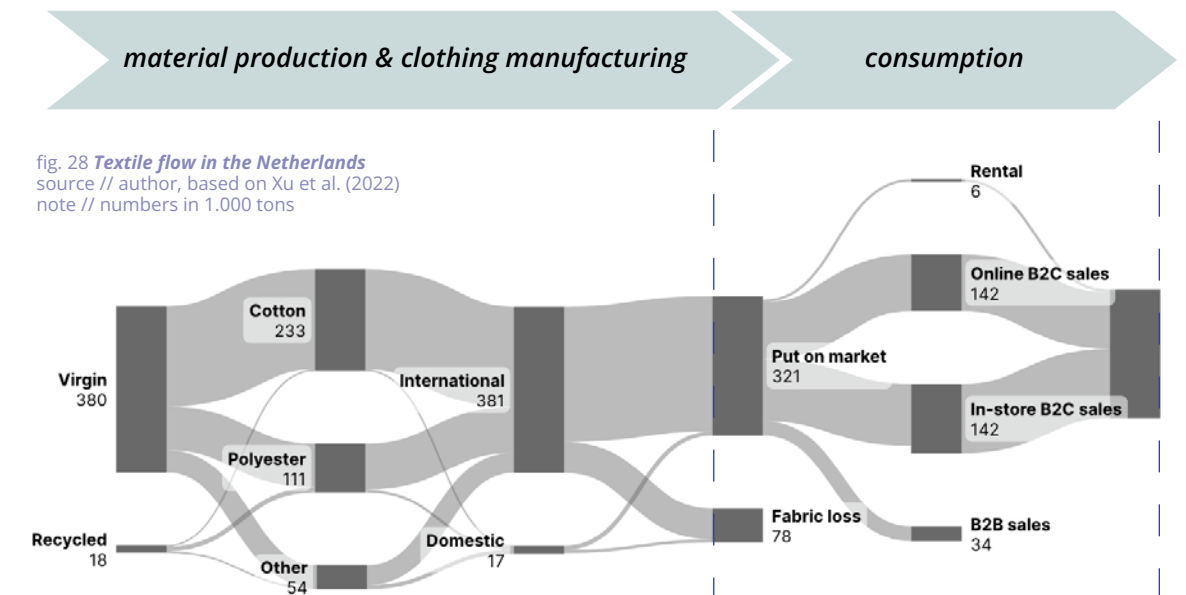 material production & clothing manufacturing
consumption
fig. 28 Textile flow in the Netherlands
source // author, based on Xu et al. (2022)
note // numbers in 1.000 tons
Rental
6
Online B2C sales
142
Cotton
233
Put on market
321
Virgin
380
International
381
In-store B2C sales
142
Polyester
111
Fabric loss
78
B2B sales
34
Recycled
18
Domestic
17
Other
54